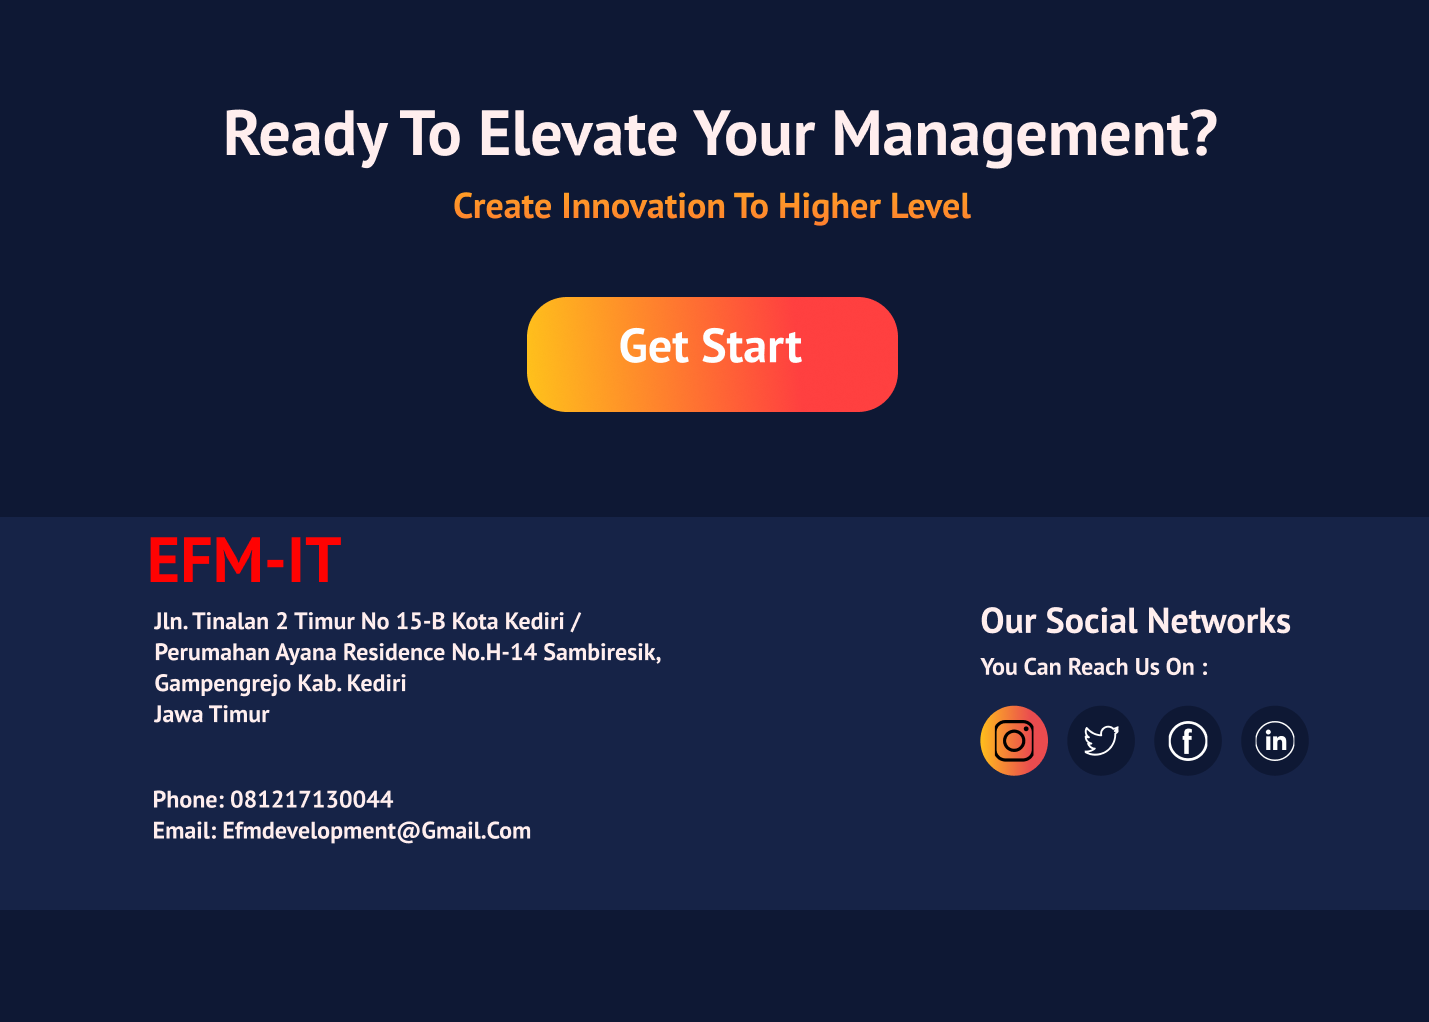 Ready To Elevate Your Management?
Create Innovation To Higher Level
Get Start
EFM-IT
Jln. Tinalan 2 Timur No 15-B Kota Kediri /
Perumahan Ayana Residence No.H-14 Sambiresik,
Gampengrejo Kab. Kediri
Jawa Timur
Phone: 081217130044
Email: Efmdevelopment@Gmail.Com
Our Social Networks
You Can Reach Us On :